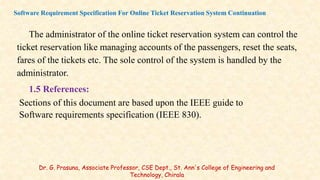 Software Requirement Specification For Online Ticket Reservation System Continuation
The administrator of the online ticket reservation system can control the
ticket reservation like managing accounts of the passengers, reset the seats,
fares of the tickets etc. The sole control of the system is handled by the
administrator.
1.5 References:
Sections of this document are based upon the IEEE guide to
Software requirements specification (IEEE 830).
Dr. G. Prasuna, Associate Professor, CSE Dept., St. Ann's College of Engineering and
Technology, Chirala